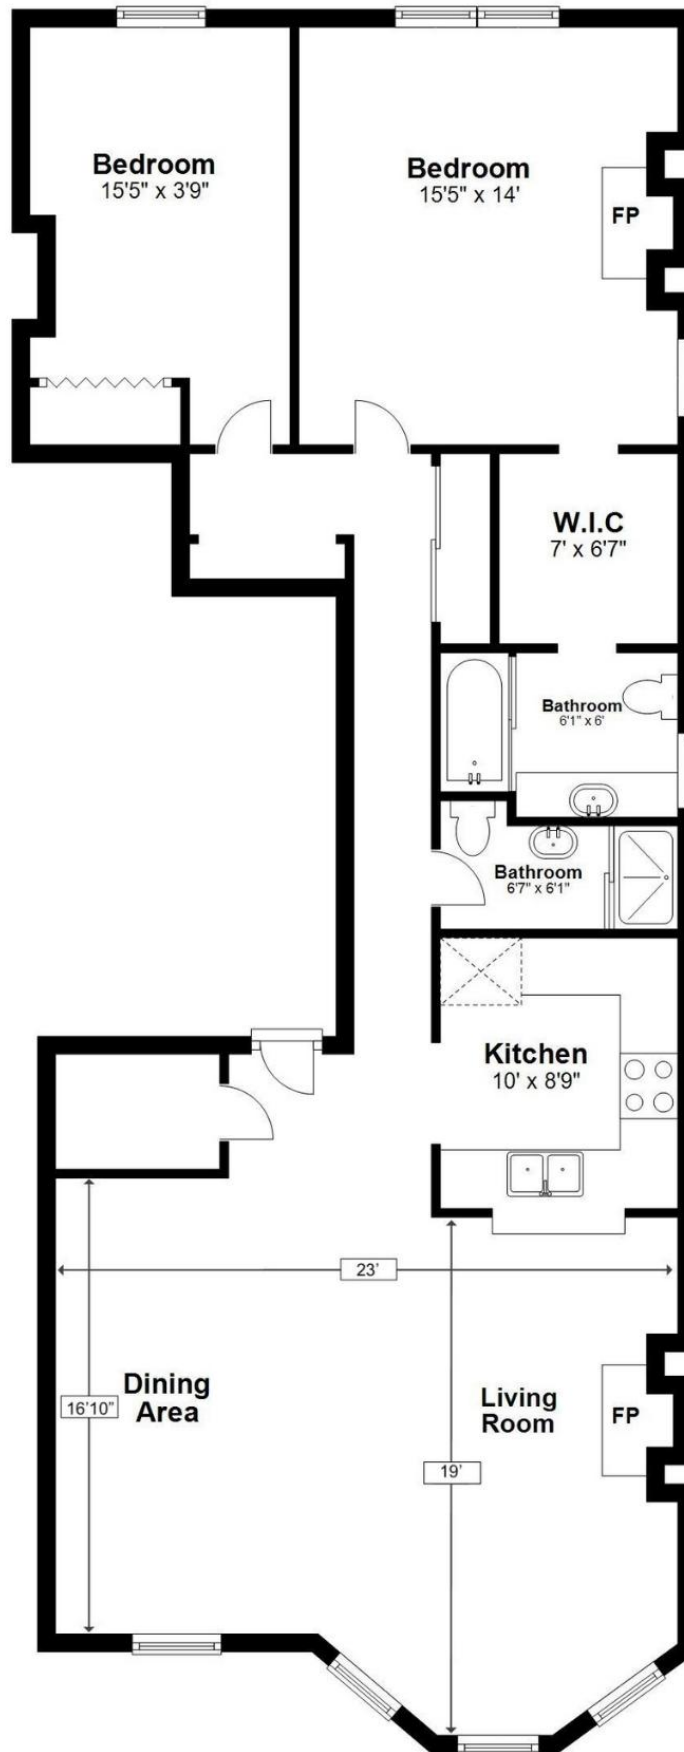 Bedroom
15'5" x 3'9"
Bedroom
15'5" x 14'
FP
W.I.C
7' x 6'7"
Bathroom
6'1" x 6'
Bathroom
6'7" x 6'1"
Kitchen
10' x 8'9"
23'
Dining
Area
16'10"
Living
Room
FP
19'